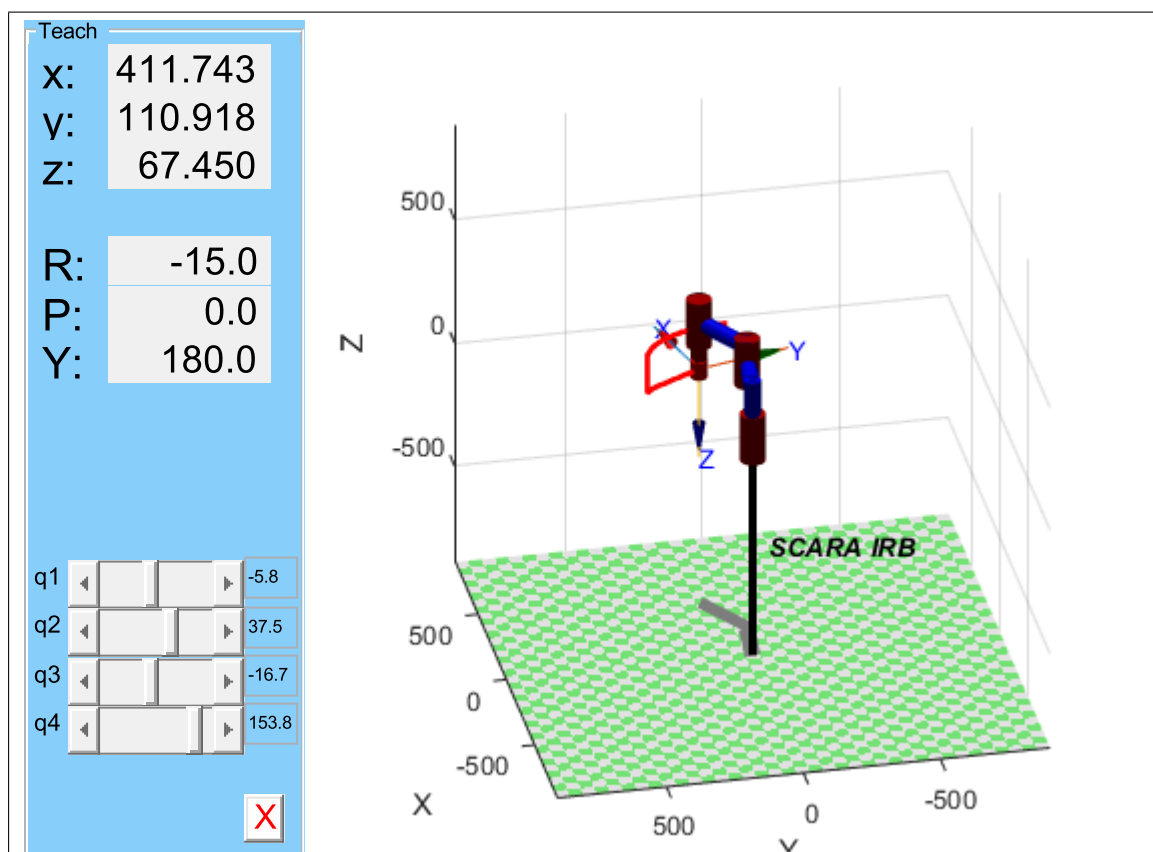 Teach
x: 411.743
y: 110.918
z: 67.450
R: -15.0
P: 0.0
Y: 180.0
q1 -5.8
q2 37.5
q3 -16.7
q4 153.8
X
Z
500
0
-500
X
Y
Z
SCARA IRB
500
0
-500
X
500
0
-500
Y